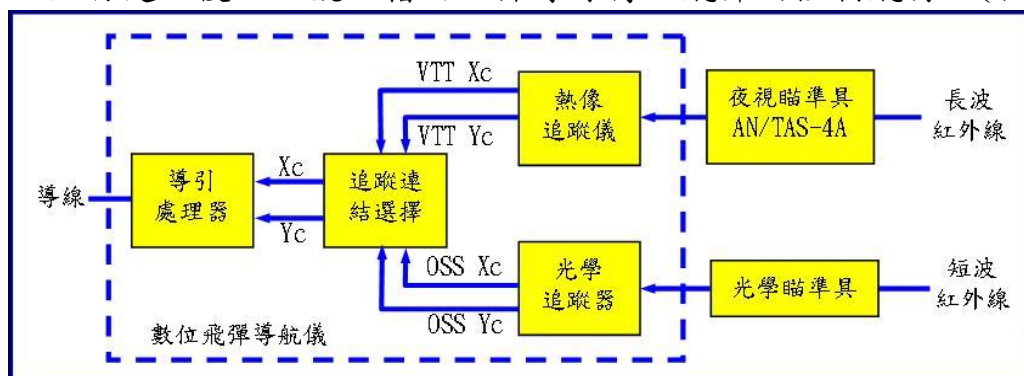 VTT Xc
VTT Yc
熱像
追蹤儀
夜視瞄準具
AN/TAS-4A
長波
紅外線
導線
導引
處理器
Xc
Yc
追蹤連
結選擇
OSS Xc
OSS Yc
光學
追蹤器
光學瞄準具
短波
紅外線
數位飛彈導航儀